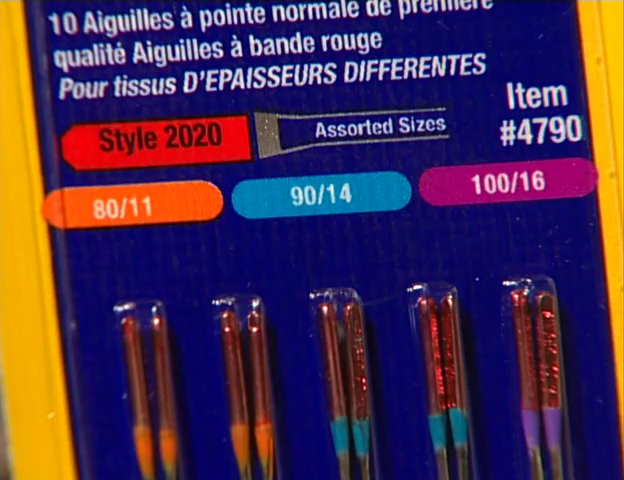 10 Aiguilles à pointe normale de première
qualité Aiguilles à bande rouge
Pour tissus D'EPAISSEURS DIFFERENTES
Item
#4790
Style 2020
Assorted Sizes
80/11
90/14
100/16